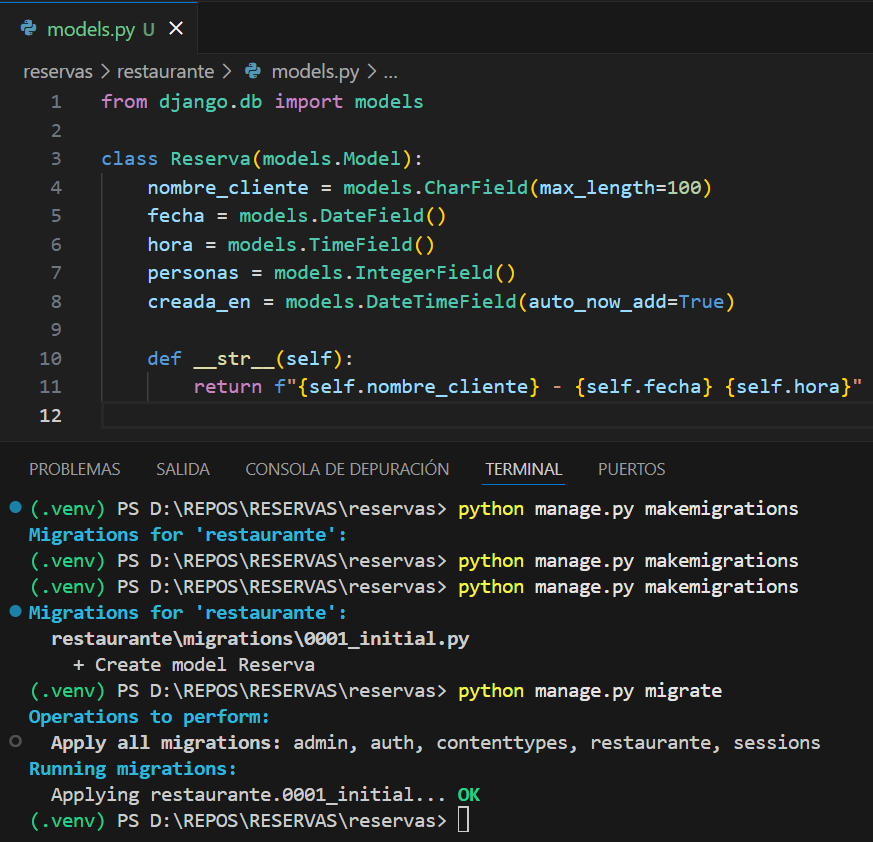 models.py U
reservas > restaurante > models.py > ...
1 from django.db import models
2
3 class Reserva(models.Model):
4     nombre_cliente = models.CharField(max_length=100)
5     fecha = models.DateField()
6     hora = models.TimeField()
7     personas = models.IntegerField()
8     creada_en = models.DateTimeField(auto_now_add=True)
9
10     def __str__(self):
11         return f"{self.nombre_cliente} - {self.fecha} {self.hora}"
12
PROBLEMAS SALIDA CONSOLA DE DEPURACIÓN TERMINAL PUERTOS
(.venv) PS D:\REPOS\RESERVAS\reservas> python manage.py makemigrations
Migrations for 'restaurante':
(.venv) PS D:\REPOS\RESERVAS\reservas> python manage.py makemigrations
(.venv) PS D:\REPOS\RESERVAS\reservas> python manage.py makemigrations
Migrations for 'restaurante':
  restaurante\migrations\0001_initial.py
    + Create model Reserva
(.venv) PS D:\REPOS\RESERVAS\reservas> python manage.py migrate
Operations to perform:
  Apply all migrations: admin, auth, contenttypes, restaurante, sessions
Running migrations:
  Applying restaurante.0001_initial... OK
(.venv) PS D:\REPOS\RESERVAS\reservas>